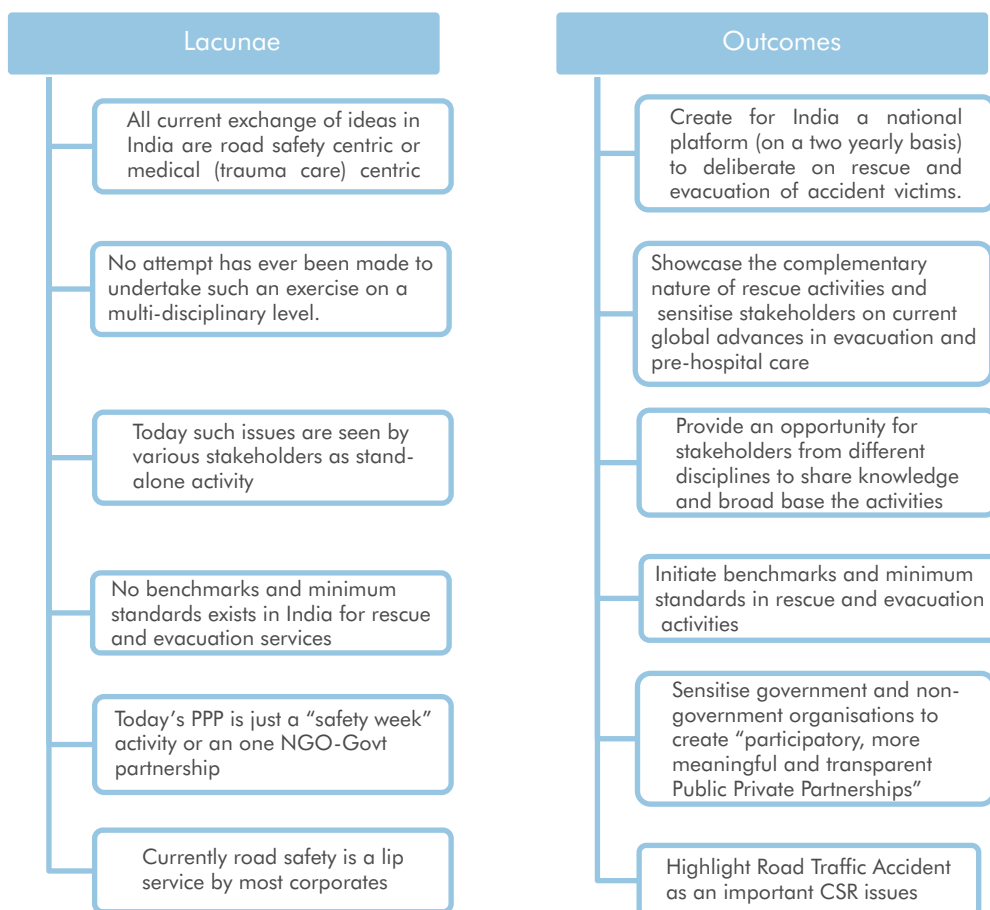 Lacunae
All current exchange of ideas in
India are road safety centric or
medical (trauma care) centric
No attempt has ever been made to
undertake such an exercise on a
multi-disciplinary level.
Today such issues are seen by
various stakeholders as stand-
alone activity
No benchmarks and minimum
standards exists in India for rescue
and evacuation services
Today's PPP is just a “safety week”
activity or an one NGO-Govt
partnership
Currently road safety is a lip
service by most corporates
Outcomes
Create for India a national
platform (on a two yearly basis)
to deliberate on rescue and
evacuation of accident victims.
Showcase the complementary
nature of rescue activities and
sensitise stakeholders on current
global advances in evacuation and
pre-hospital care
Provide an opportunity for
stakeholders from different
disciplines to share knowledge
and broad base the activities
Initiate benchmarks and minimum
standards in rescue and evacuation
activities
Sensitise government and non-
government organisations to
create “participatory, more
meaningful and transparent
Public Private Partnerships”
Highlight Road Traffic Accident
as an important CSR issues